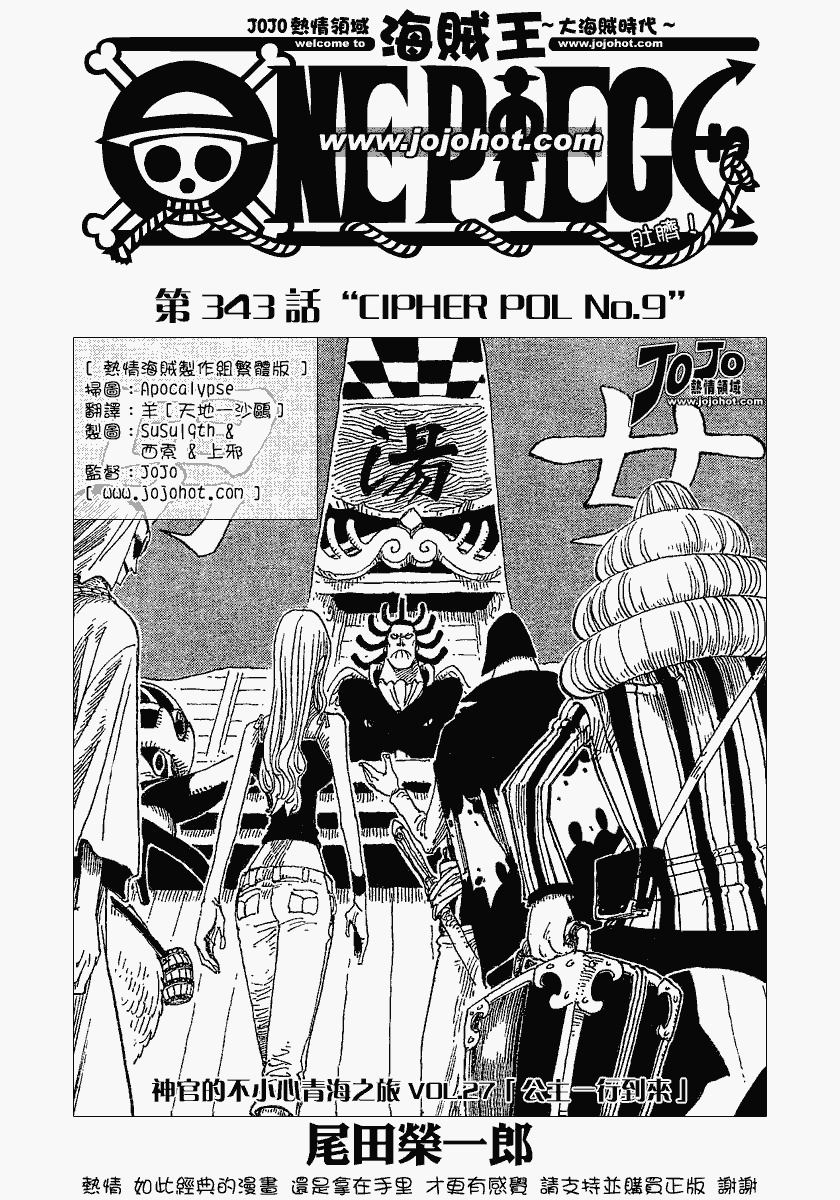 JOJO 熱情領域 海賊王 ~大海賊時代~
welcome to www.jojohot.com
ONE PIECE
www.jojohot.com
肚臍！
第 343 話 “CIPHER POL No.9”
[ 熱情海賊製作組繁體版 ]
掃圖：Apocalypse
翻譯：羊[天地一沙鷗]
製圖：SuSu19th &
西索 & 上邪
監督：JoJo
[ www.jojohot.com ]
JoJo
熱情領域
www.jojohot.com
男
湯
女
神官的不小心青海之旅 VOL.27「公主一行到來」
尾田榮一郎
熱情 如此經典的漫畫 還是拿在手里 才更有感覺 請支持並購買正版 謝謝